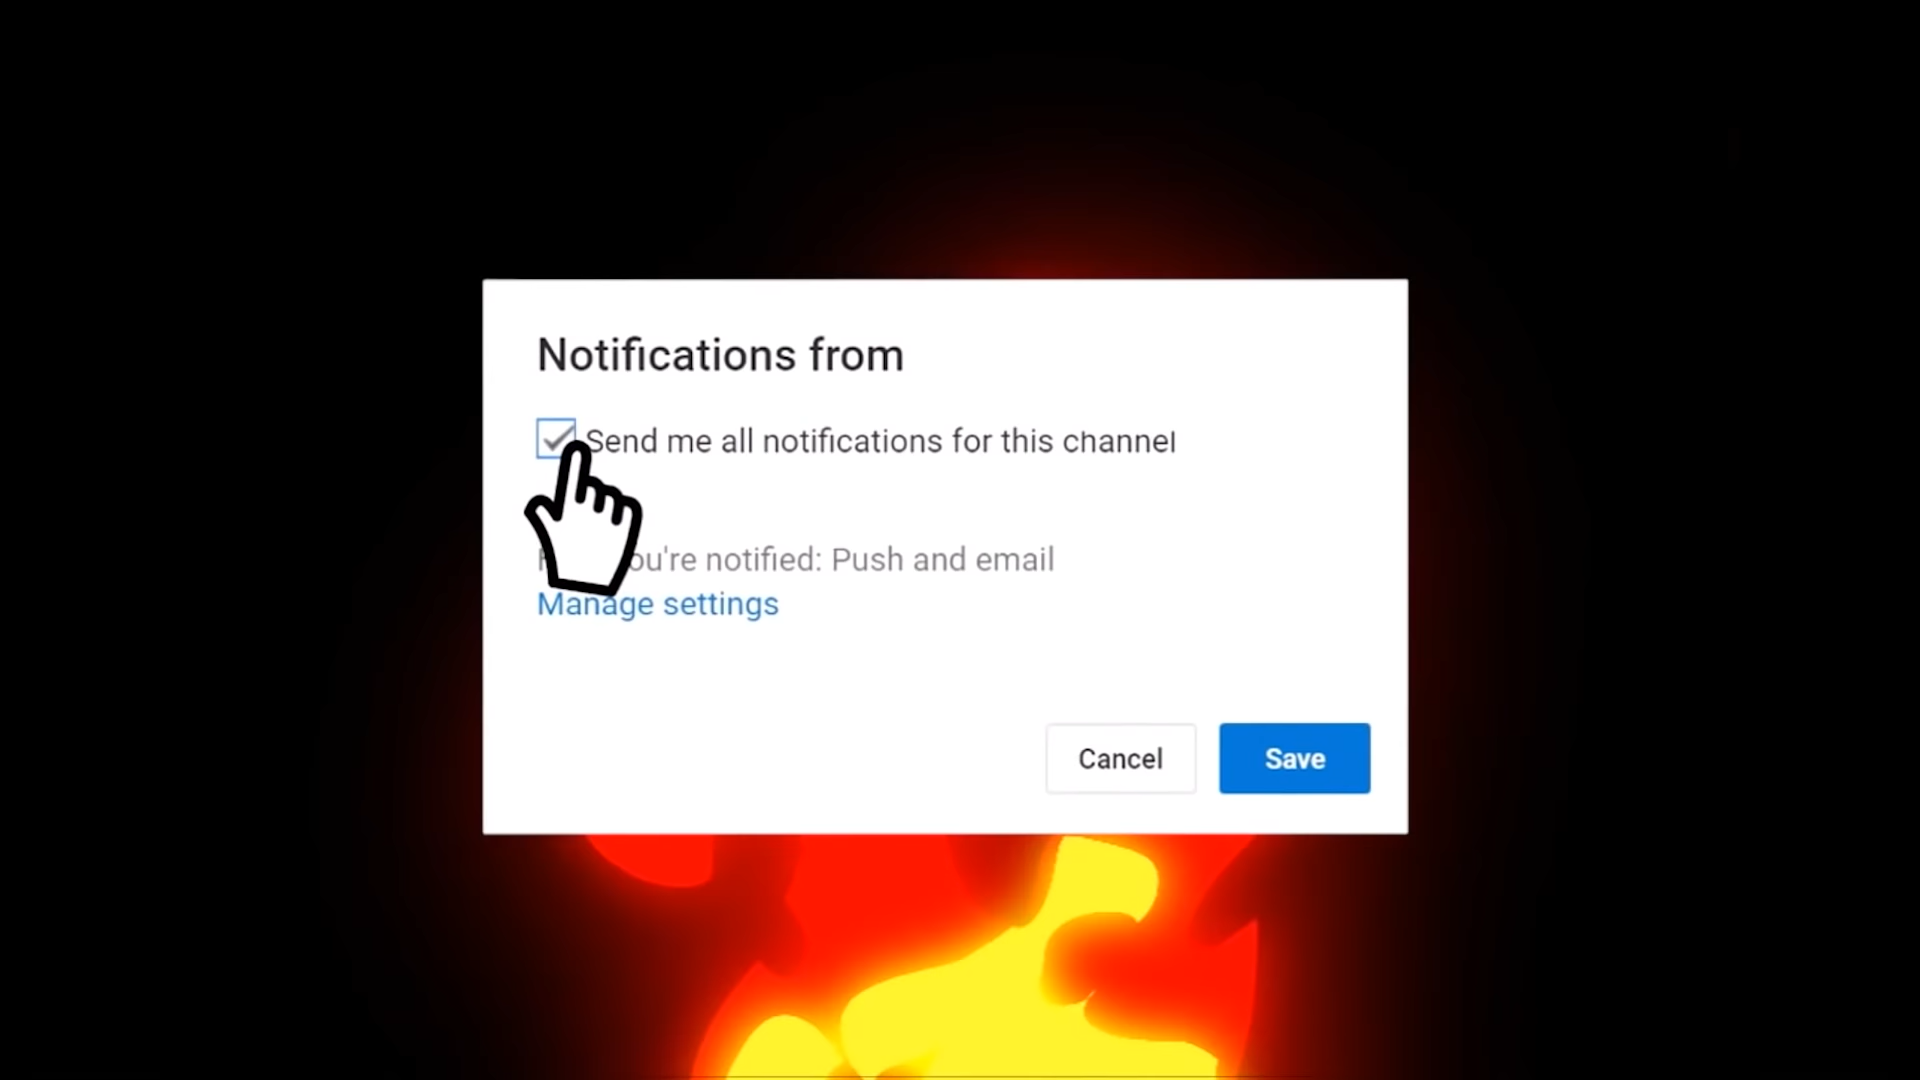 Notifications from
Send me all notifications for this channel
ou're notified: Push and email
Manage settings
Cancel
Save